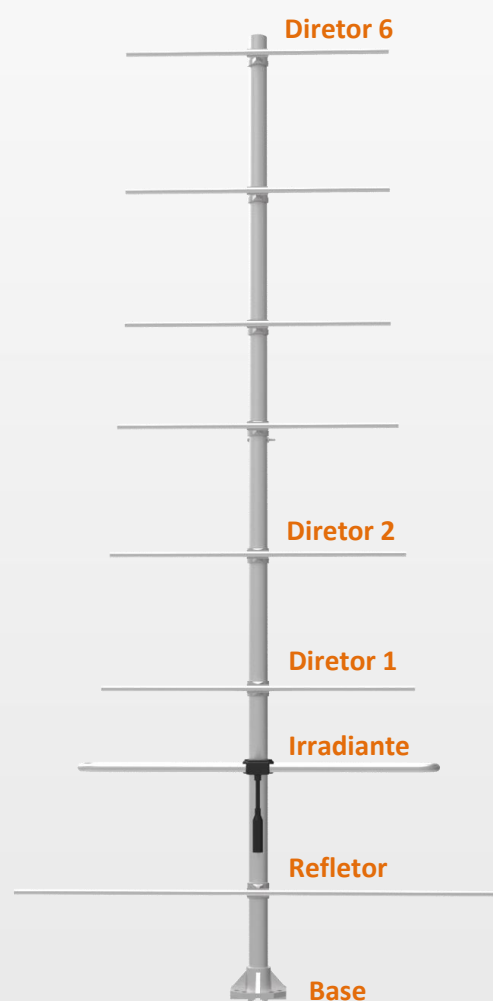 Diretor 6
Diretor 2
Diretor 1
Irradiante
Refletor
Base